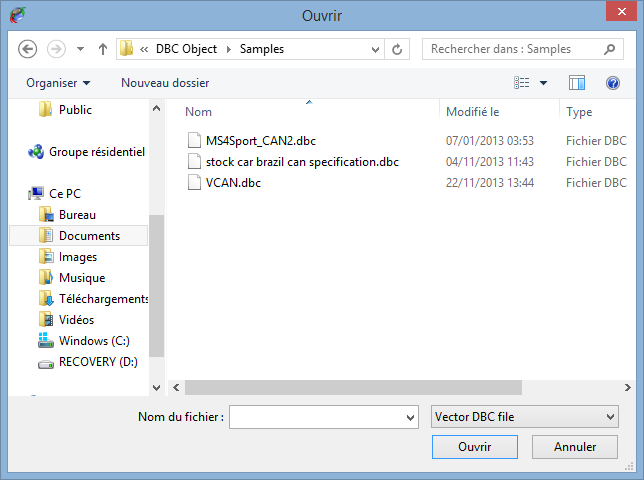 Ouvrir
« DBC Object Samples
Rechercher dans : Samples
Organiser Nouveau dossier
Public
Groupe résidentiel
Ce PC
Bureau
Documents
Images
Musique
Téléchargements
Vidéos
Windows (C:)
RECOVERY (D:)
Nom Modifié le Type
MS4Sport_CAN2.dbc 07/01/2013 03:53 Fichier DBC
stock car brazil can specification.dbc 04/11/2013 11:43 Fichier DBC
VCAN.dbc 22/11/2013 13:44 Fichier DBC
Nom du fichier : Vector DBC file
Ouvrir Annuler